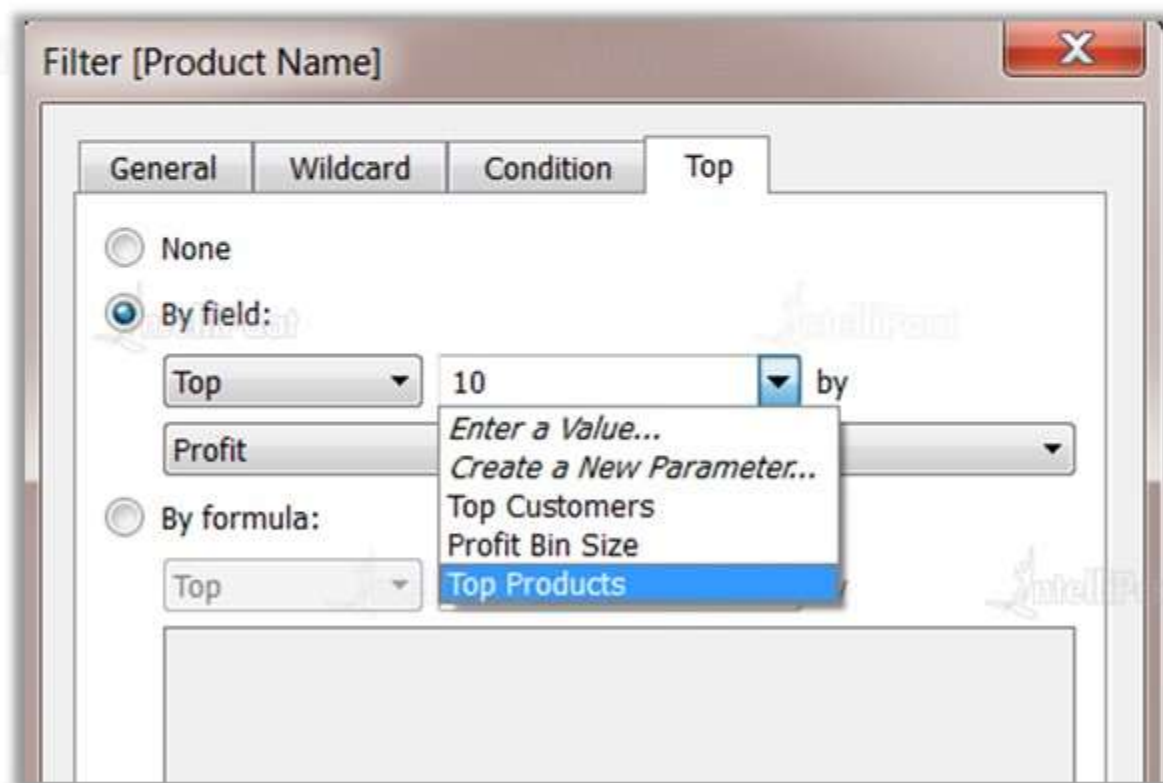 Filter [Product Name]
General Wildcard Condition Top
None
By field:
Top 10 by
Profit
Enter a Value...
Create a New Parameter...
Top Customers
Profit Bin Size
Top Products
By formula:
Top
IntelliPaat